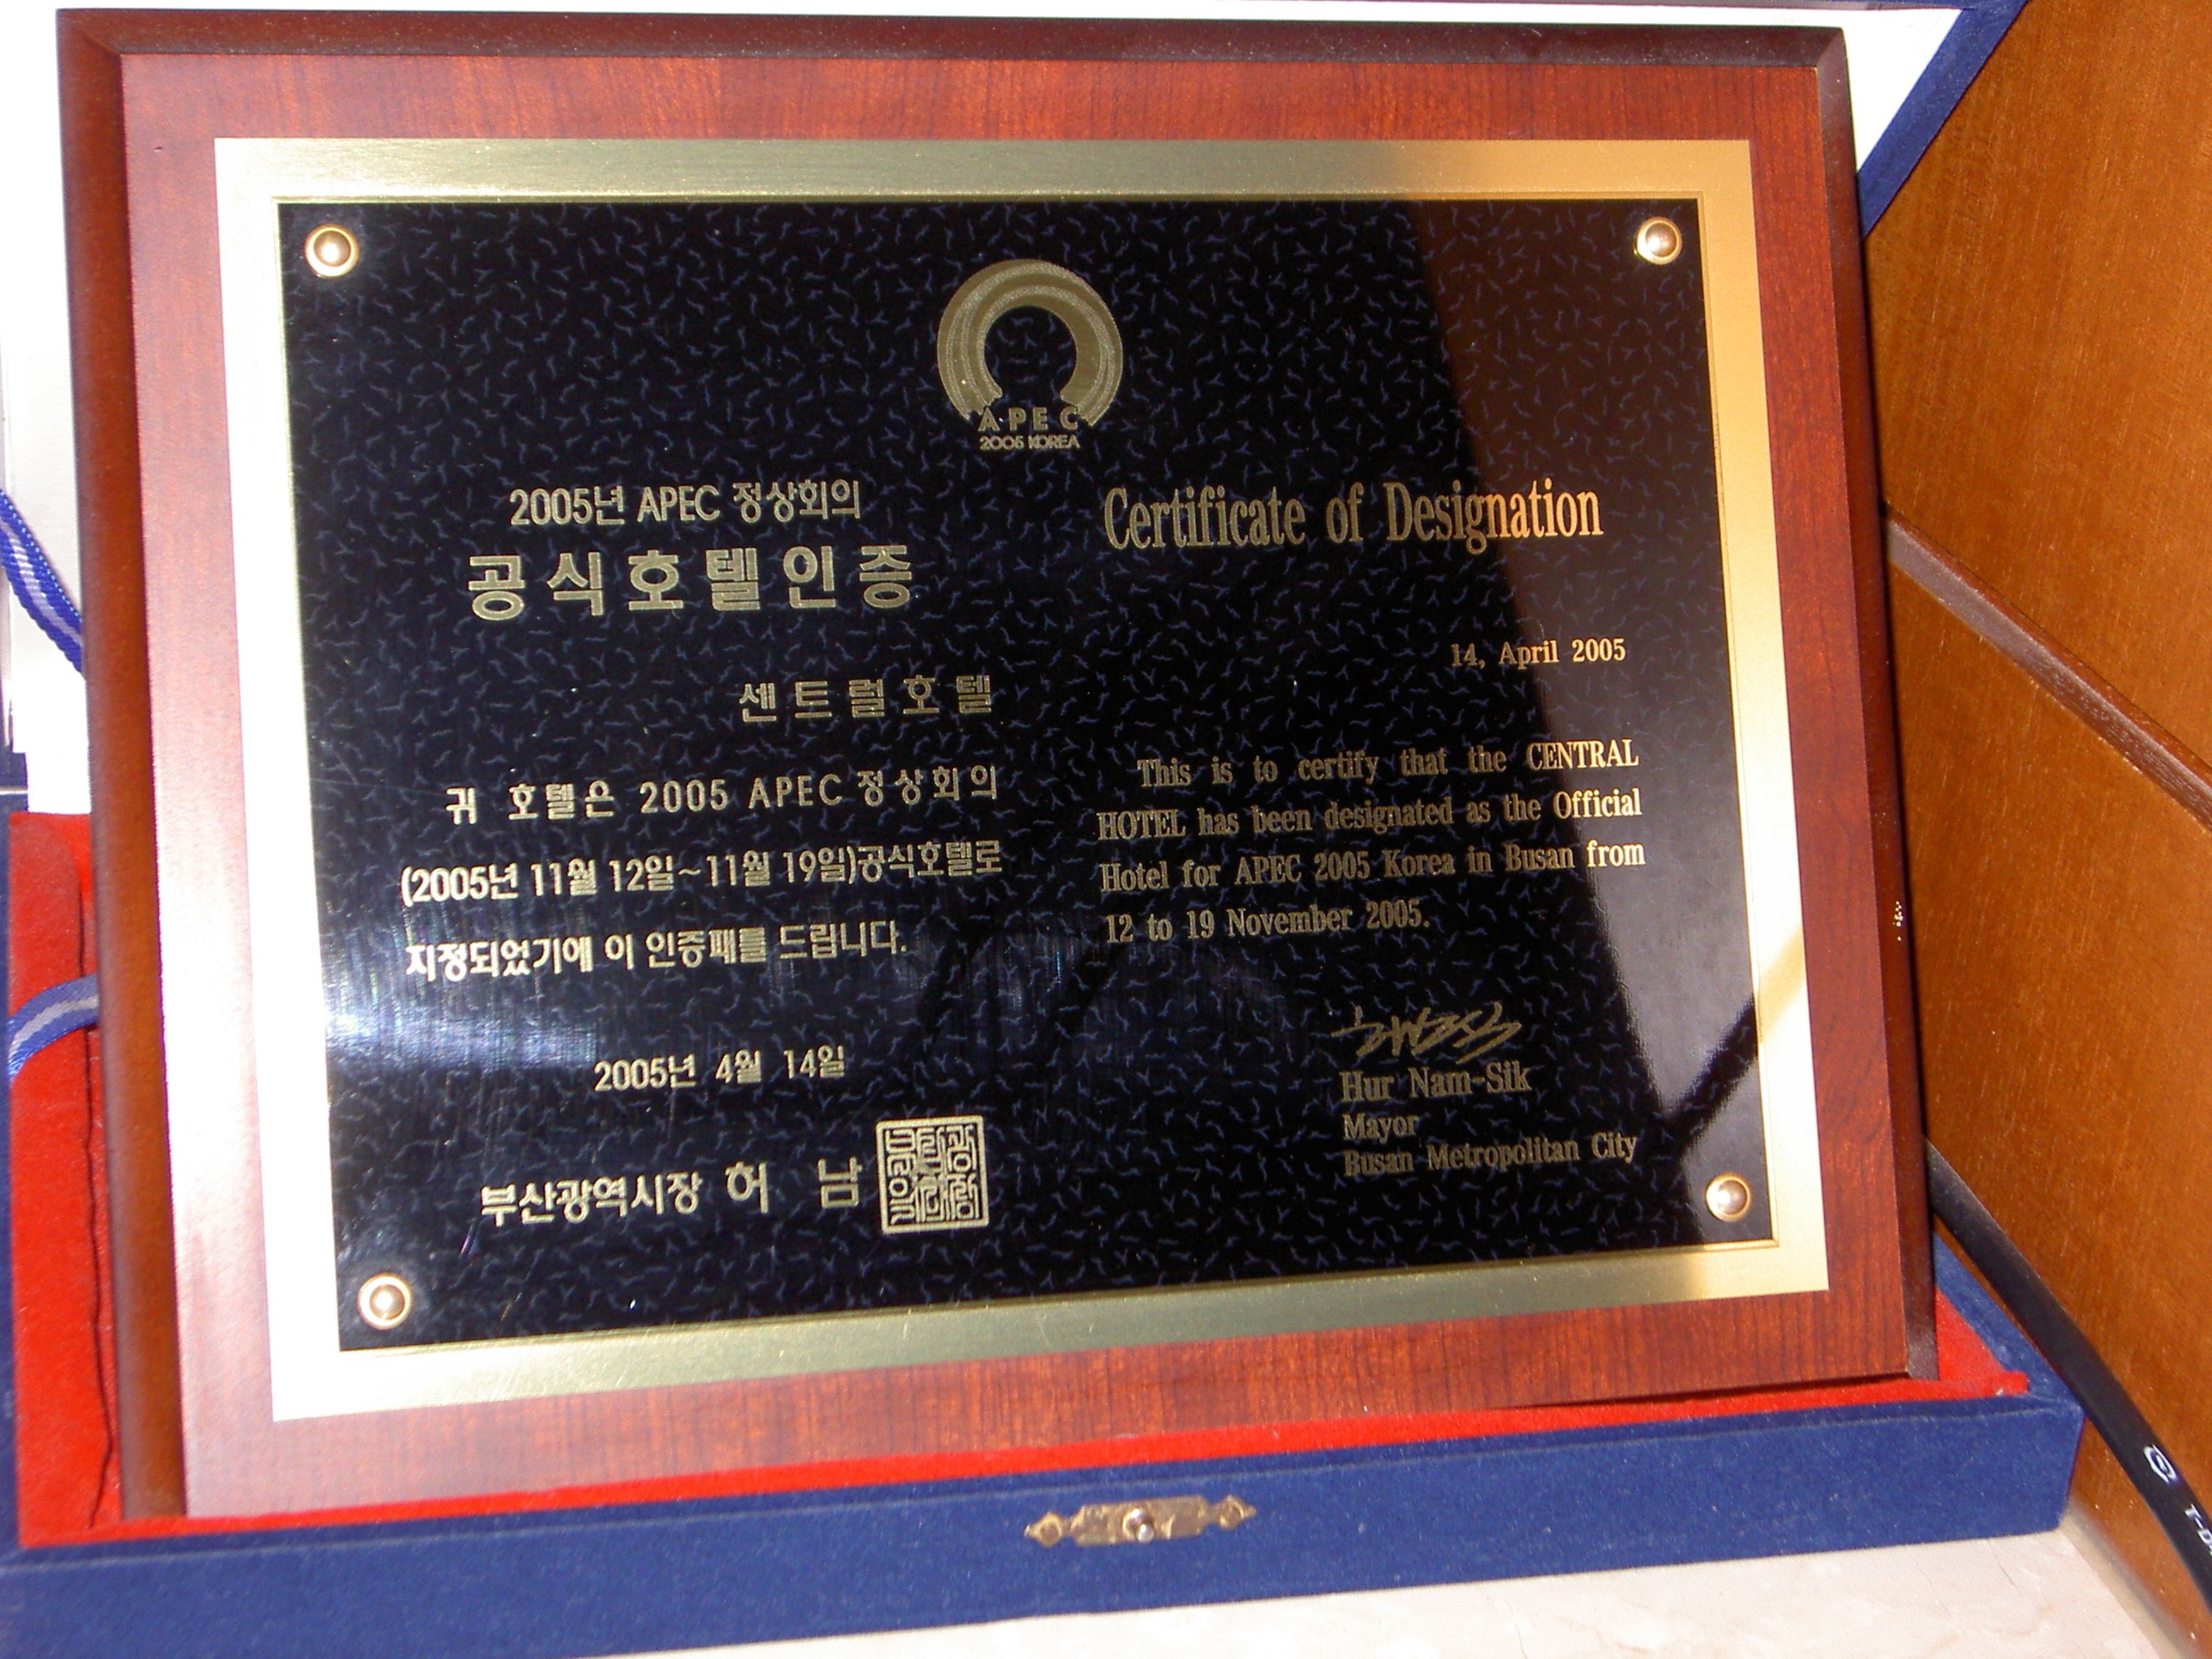 APEC
2005 KOREA
2005년 APEC 정상회의
공식호텔인증
센트럴호텔
귀 호텔은 2005 APEC 정상회의
(2005년 11월 12일~11월 19일)공식호텔로
지정되었기에 이 인증패를 드립니다.
2005년 4월 14일
부산광역시장 허 남
Certificate of Designation
14, April 2005
This is to certify that the CENTRAL
HOTEL has been designated as the Official
Hotel for APEC 2005 Korea in Busan from
12 to 19 November 2005.
Hur Nam-Sik
Mayor
Busan Metropolitan City